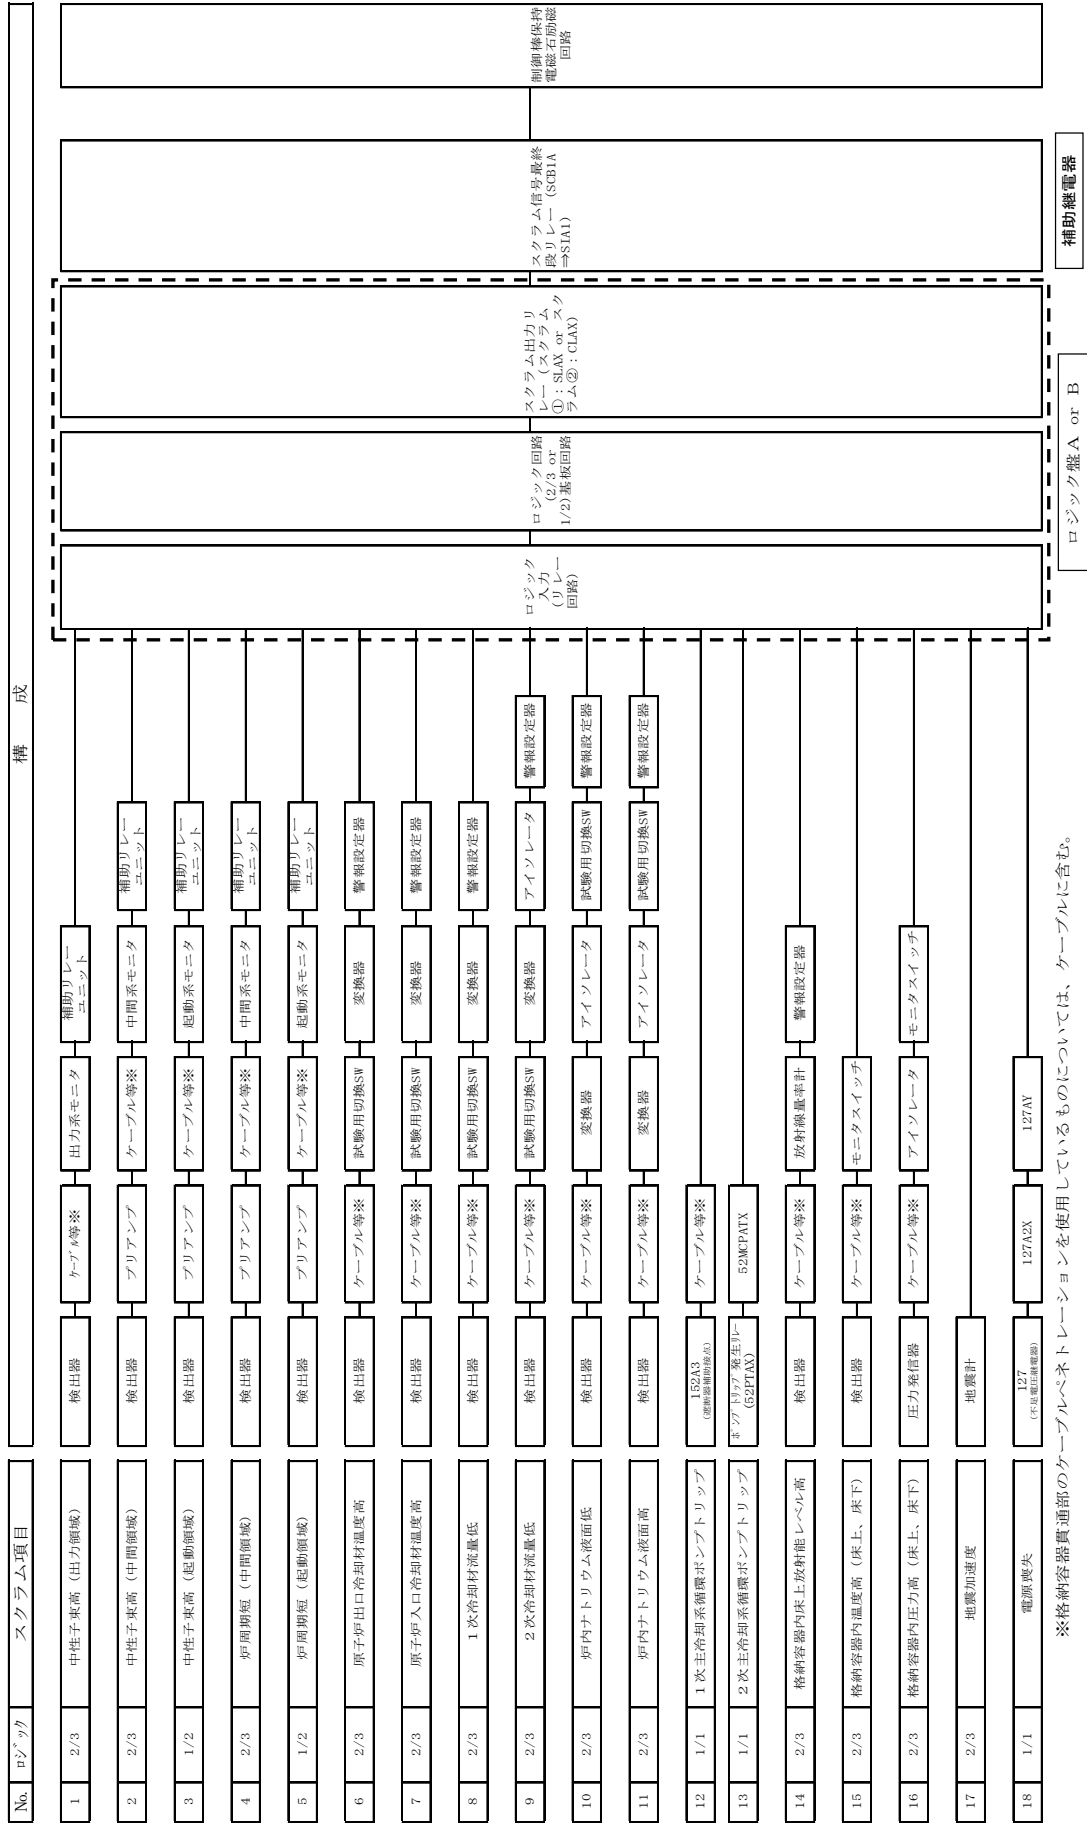 No.
ロジック
スクラム項目
構　　　成
1
2/3
中性子束高（出力領域）
検出器
ケーブル等※
出力系モニタ
補助リレー
ユニット
2
2/3
中性子束高（中間領域）
検出器
プリアンプ
ケーブル等※
中間系モニタ
補助リレー
ユニット
3
1/2
中性子束高（起動領域）
検出器
プリアンプ
ケーブル等※
起動系モニタ
補助リレー
ユニット
4
2/3
炉周期短（中間領域）
検出器
プリアンプ
ケーブル等※
中間系モニタ
補助リレー
ユニット
5
1/2
炉周期短（起動領域）
検出器
プリアンプ
ケーブル等※
起動系モニタ
補助リレー
ユニット
6
2/3
原子炉出口冷却材温度高
検出器
ケーブル等※
試験用切換SW
変換器
警報設定器
7
2/3
原子炉入口冷却材温度高
検出器
ケーブル等※
試験用切換SW
変換器
警報設定器
8
2/3
１次冷却材流量低
検出器
ケーブル等※
試験用切換SW
変換器
警報設定器
9
2/3
２次冷却材流量低
検出器
ケーブル等※
試験用切換SW
変換器
アイソレータ
警報設定器
10
2/3
炉内ナトリウム液面低
検出器
ケーブル等※
変換器
アイソレータ
試験用切換SW
警報設定器
11
2/3
炉内ナトリウム液面高
検出器
ケーブル等※
変換器
アイソレータ
試験用切換SW
警報設定器
12
1/1
１次主冷却系循環ポンプトリップ
152A3
（遮断器補助接点）
ケーブル等※
13
1/1
２次主冷却系循環ポンプトリップ
ポンプトリップ発生リレー
(52PTAX)
52MCPATX
14
2/3
格納容器内床上放射能レベル高
検出器
ケーブル等※
放射線量率計
警報設定器
15
2/3
格納容器内温度高（床上、床下）
検出器
ケーブル等※
モニタスイッチ
16
2/3
格納容器内圧力高（床上、床下）
圧力発信器
ケーブル等※
アイソレータ
モニタスイッチ
17
2/3
地震加速度
地震計
18
1/1
電源喪失
127
（不足電圧継電器）
127A2X
127AY
ロジック
入力
(リレー
回路)
ロジック回路
(2/3 or
1/2)基板回路
スクラム出力リ
レー（スクラム
①：SLAX or スク
ラム②：CLAX）
スクラム信号最終
段リレー（SCB1A
⇒SIA1）
制御棒保持
電磁石励磁
回路
ロジック盤A or B
補助継電器
※格納容器貫通部のケーブルペネトレーションを使用しているものについては、ケーブルに含む。